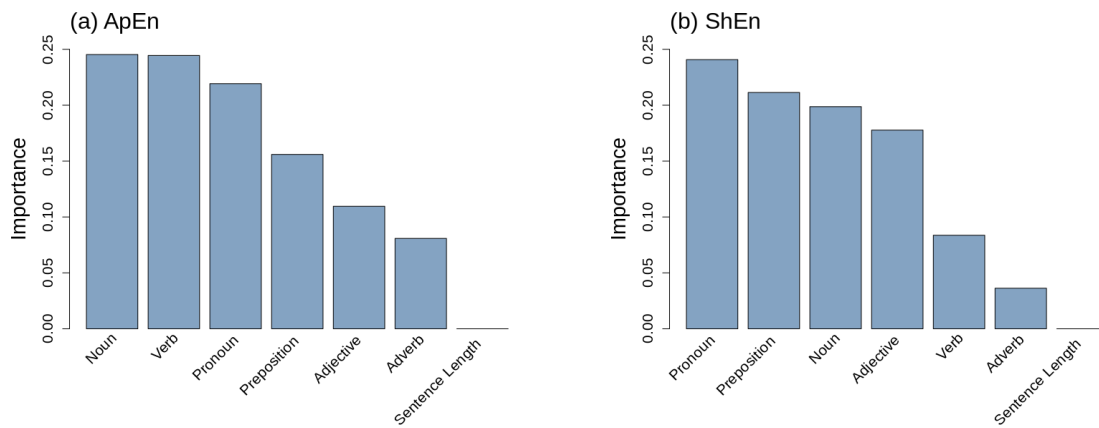 (a) ApEn
Importance
0.25
0.20
0.15
0.10
0.05
0.00
Noun
Verb
Pronoun
Preposition
Adjective
Adverb
Sentence Length
(b) ShEn
Importance
0.25
0.20
0.15
0.10
0.05
0.00
Pronoun
Preposition
Noun
Adjective
Verb
Adverb
Sentence Length